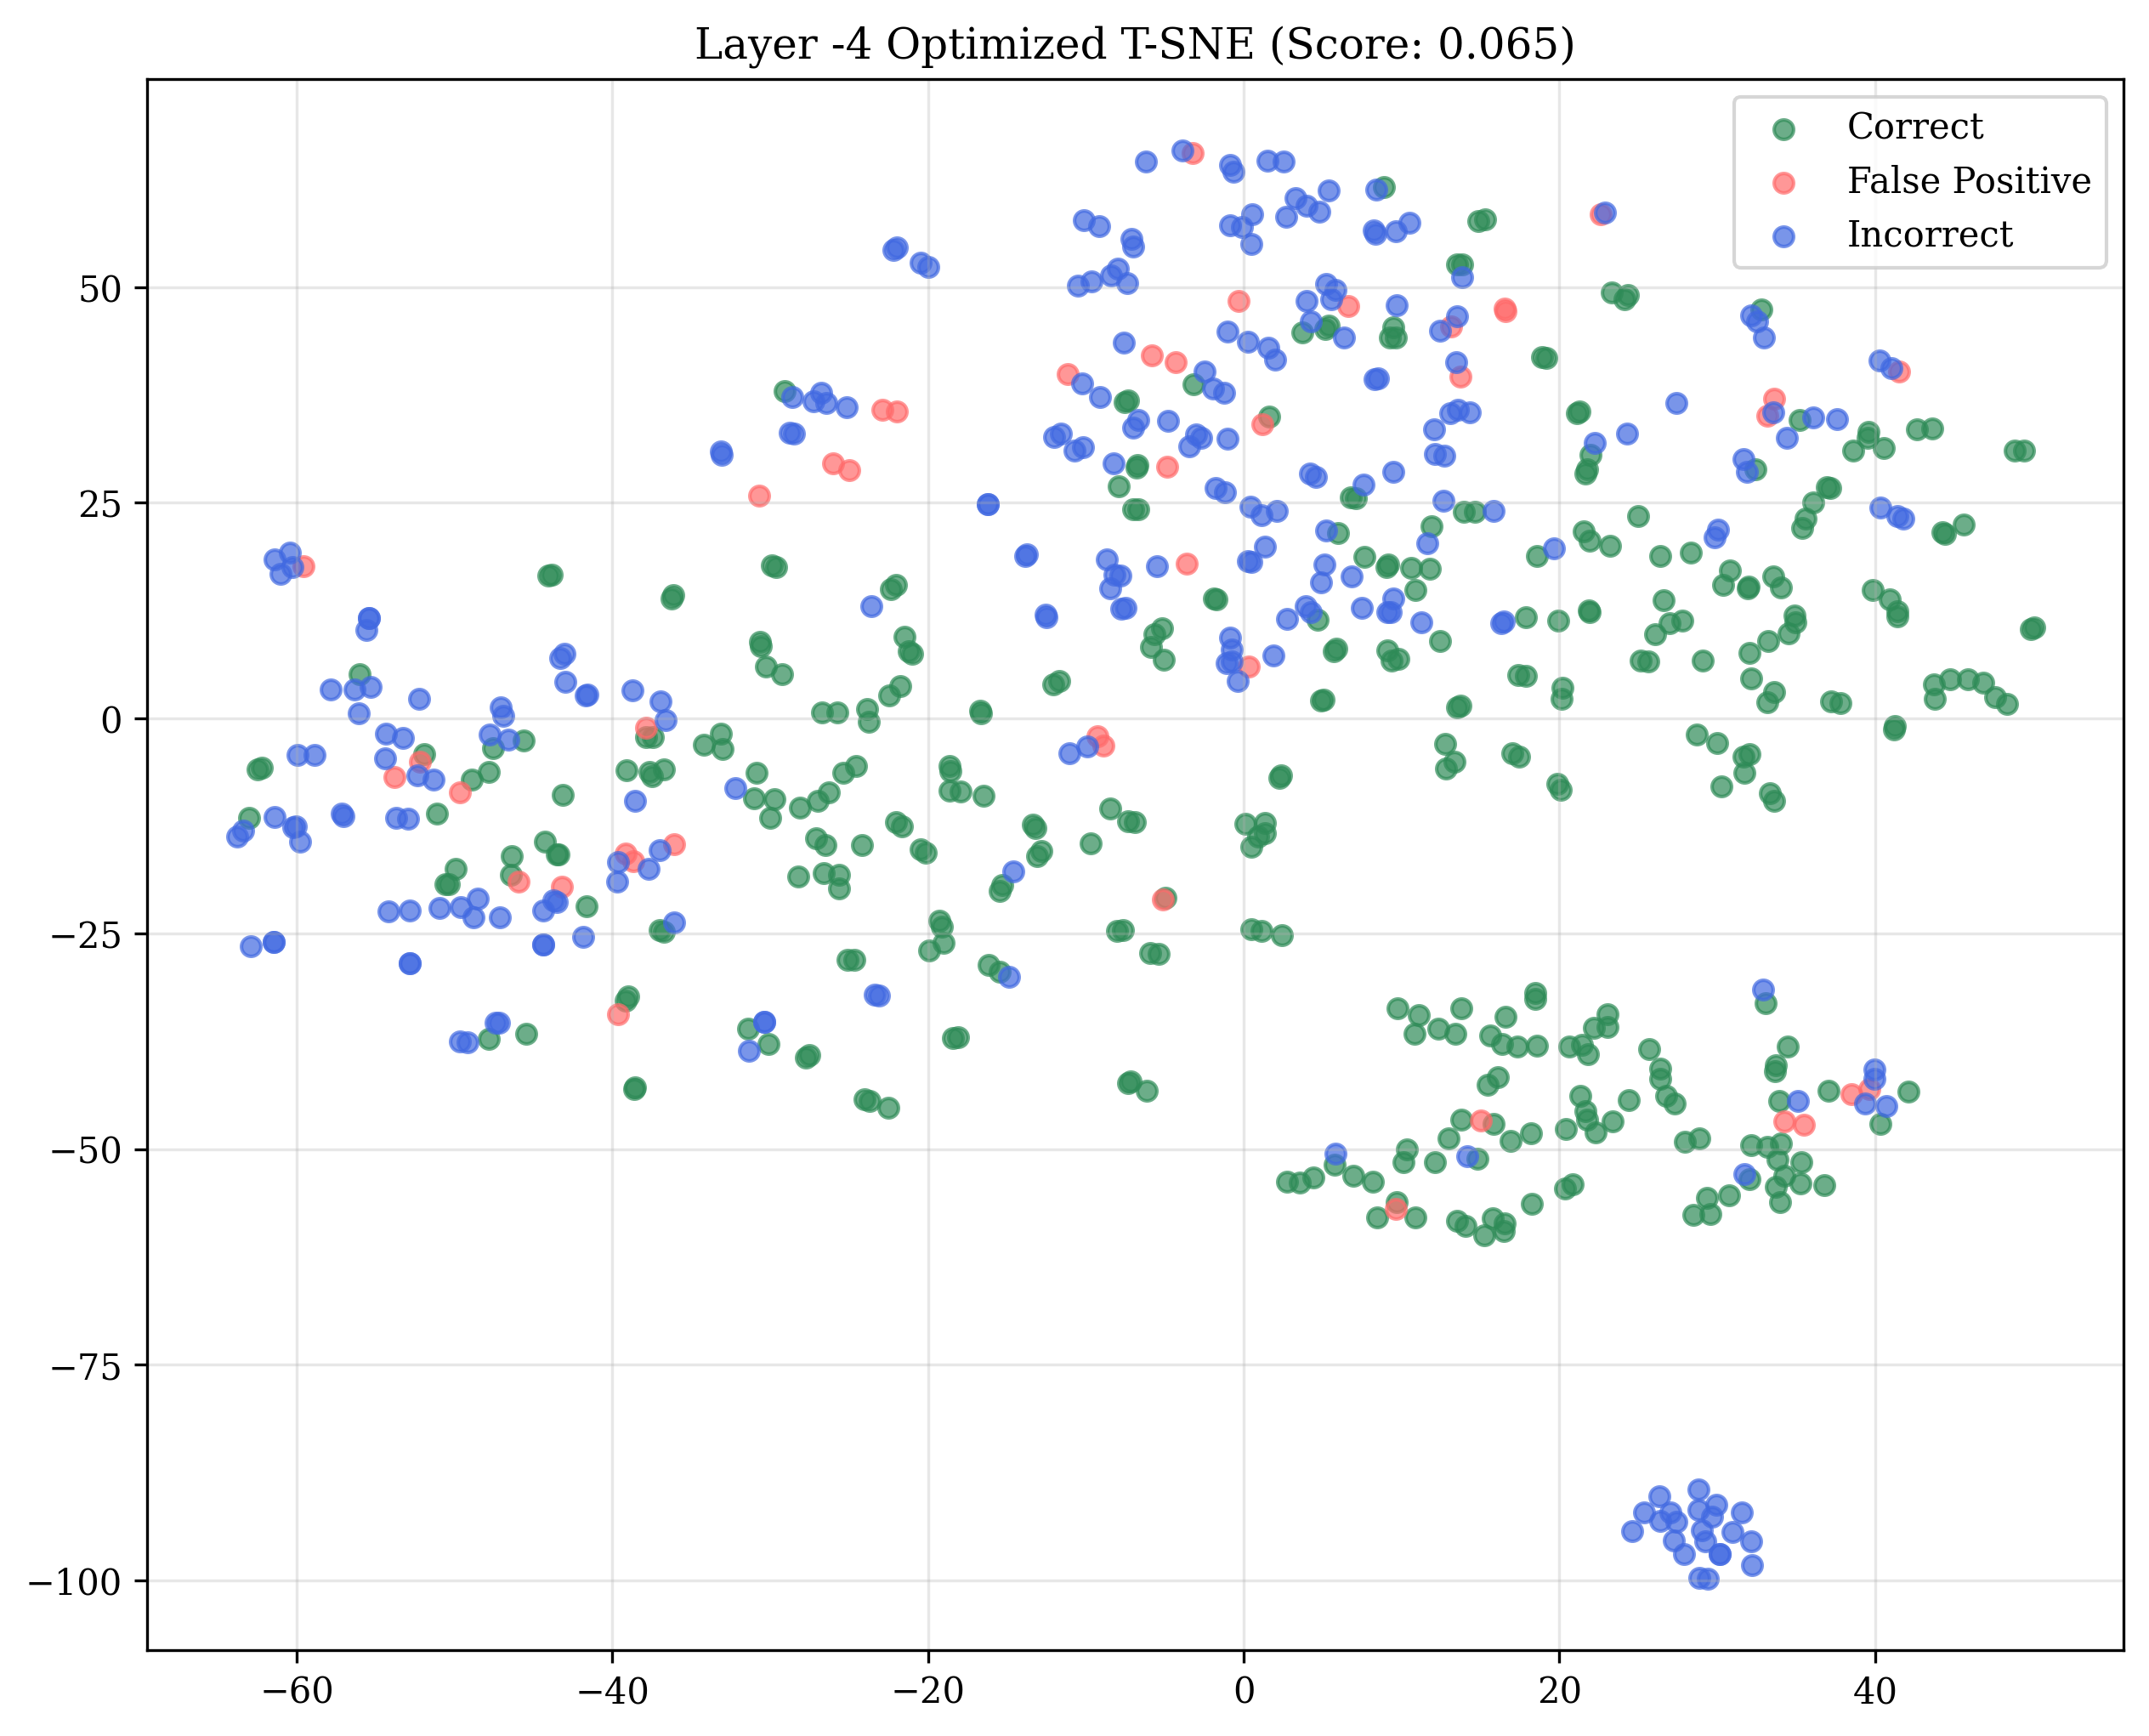 Layer -4 Optimized T-SNE (Score: 0.065)
Correct
False Positive
Incorrect
50
25
0
−25
−50
−75
−100
−60 −40 −20 0 20 40